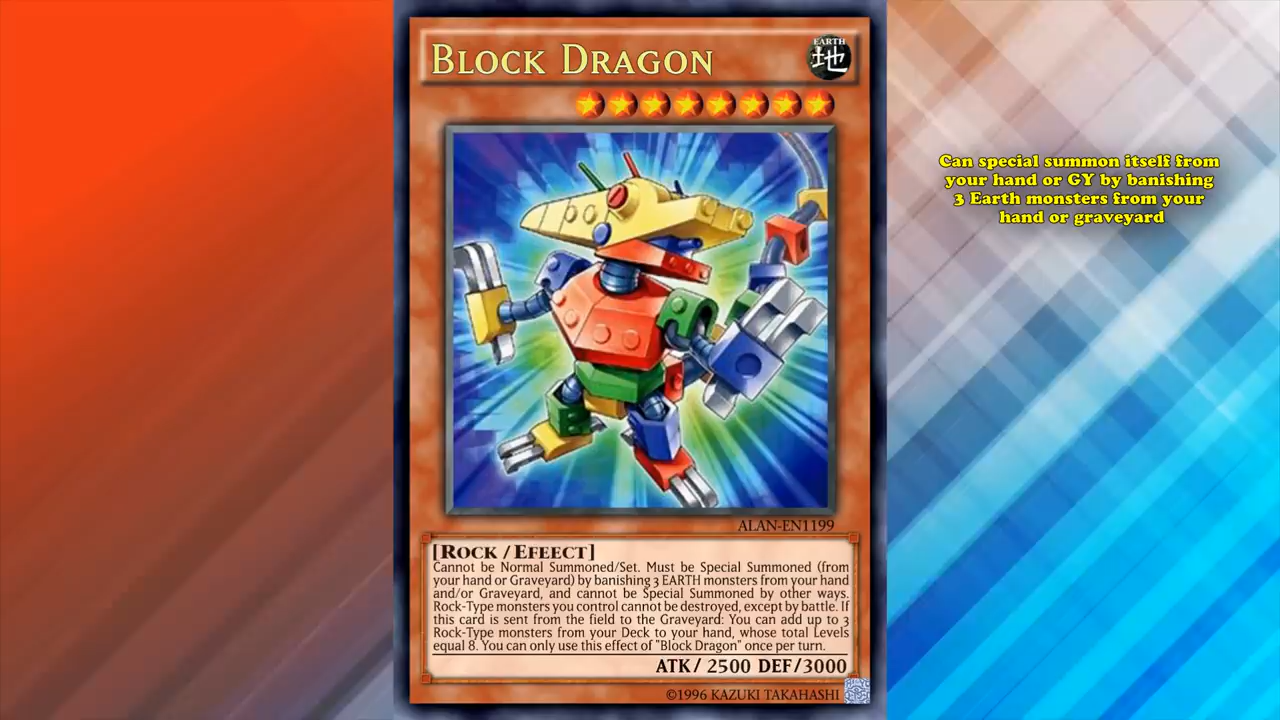 Block Dragon
EARTH
地
Can special summon itself from
your hand or GY by banishing
3 Earth monsters from your
hand or graveyard
ALAN-EN1199
[Rock / Effect]
Cannot be Normal Summoned/Set. Must be Special Summoned (from
your hand or Graveyard) by banishing 3 EARTH monsters from your hand
and/or Graveyard, and cannot be Special Summoned by other ways.
Rock-Type monsters you control cannot be destroyed, except by battle. If
this card is sent from the field to the Graveyard: You can add up to 3
Rock-Type monsters from your Deck to your hand, whose total Levels
equal 8. You can only use this effect of "Block Dragon" once per turn.
ATK/ 2500 DEF/3000
©1996 KAZUKI TAKAHASHI